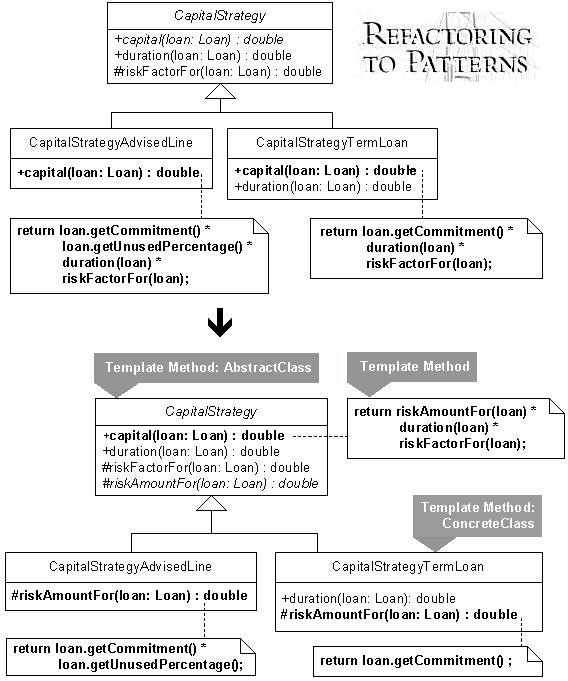 CapitalStrategy
+capital(loan: Loan) : double
+duration(loan: Loan) : double
#riskFactorFor(loan: Loan) : double
REFACTORING
TO PATTERNS
CapitalStrategyAdvisedLine
+capital(loan: Loan) : double
CapitalStrategyTermLoan
+capital(loan: Loan) : double
+duration(loan: Loan) : double
return loan.getCommitment() *
loan.getUnusedPercentage() *
duration(loan) *
riskFactorFor(loan);
return loan.getCommitment() *
duration(loan) *
riskFactorFor(loan);
Template Method: AbstractClass
Template Method
CapitalStrategy
+capital(loan: Loan) : double
+duration(loan: Loan) : double
#riskFactorFor(loan: Loan) : double
#riskAmountFor(loan: Loan) : double
return riskAmountFor(loan) *
duration(loan) *
riskFactorFor(loan);
Template Method:
ConcreteClass
CapitalStrategyAdvisedLine
#riskAmountFor(loan: Loan) : double
CapitalStrategyTermLoan
+duration(loan: Loan): double
#riskAmountFor(loan: Loan) : double
return loan.getCommitment() *
loan.getUnusedPercentage();
return loan.getCommitment() ;